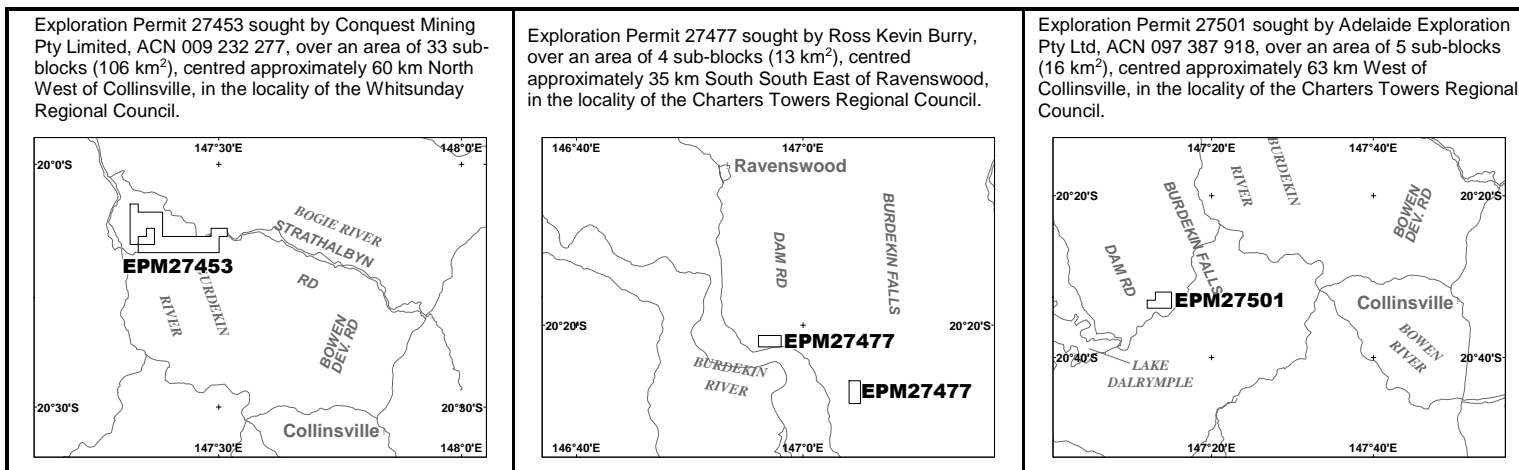 Exploration Permit 27453 sought by Conquest Mining
Pty Limited, ACN 009 232 277, over an area of 33 sub-
blocks (106 km²), centred approximately 60 km North
West of Collinsville, in the locality of the Whitsunday
Regional Council.
147°30'E
148°0'E
20°0'S
BOGIE RIVER
STRATHALBYN
RD
EPM27453
RIVER
BOWEN
DEV. RD
20°30'S
20°30'S
Collinsville
147°30'E
148°0'E
Exploration Permit 27477 sought by Ross Kevin Burry,
over an area of 4 sub-blocks (13 km²), centred
approximately 35 km South South East of Ravenswood,
in the locality of the Charters Towers Regional Council.
146°40'E
147°0'E
Ravenswood
BURDEKIN FALLS
DAM RD
20°20'S
20°20'S
EPM27477
BURDEKIN
RIVER
EPM27477
146°40'E
147°0'E
Exploration Permit 27501 sought by Adelaide Exploration
Pty Ltd, ACN 097 387 918, over an area of 5 sub-blocks
(16 km²), centred approximately 63 km West of
Collinsville, in the locality of the Charters Towers Regional
Council.
147°20'E
147°40'E
BURDEKIN
RIVER
20°20'S
20°20'S
BOWEN
DEV. RD
BURDEKIN FALLS
DAM RD
EPM27501
Collinsville
BOWEN
RIVER
20°40'S
20°40'S
LAKE
DALRYMPLE
147°20'E
147°40'E